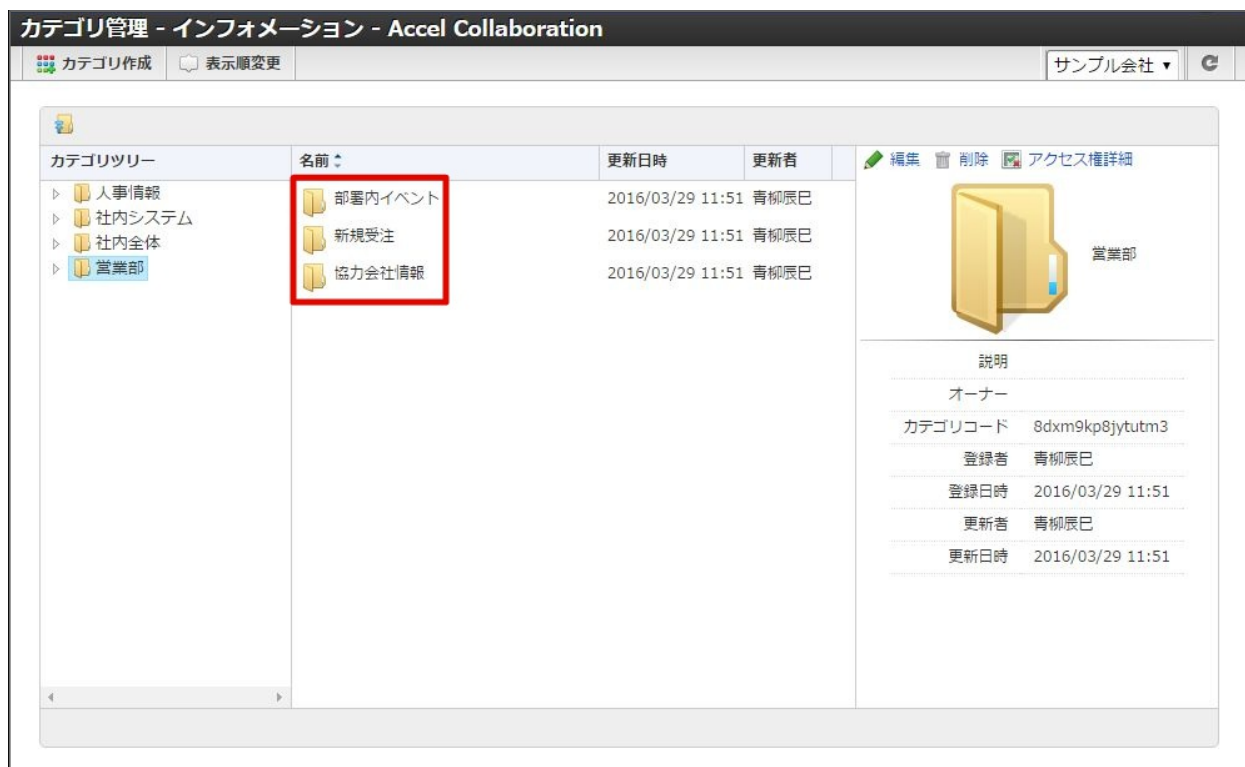 カテゴリ管理 - インフォメーション - Accel Collaboration
カテゴリ作成 表示順変更 サンプル会社
カテゴリツリー 名前 更新日時 更新者 編集 削除 アクセス権詳細
人事情報
社内システム
社内全体
営業部
部署内イベント 2016/03/29 11:51 青柳辰巳
新規受注 2016/03/29 11:51 青柳辰巳
協力会社情報 2016/03/29 11:51 青柳辰巳
営業部
説明
オーナー
カテゴリコード 8dxm9kp8jytutm3
登録者 青柳辰巳
登録日時 2016/03/29 11:51
更新者 青柳辰巳
更新日時 2016/03/29 11:51